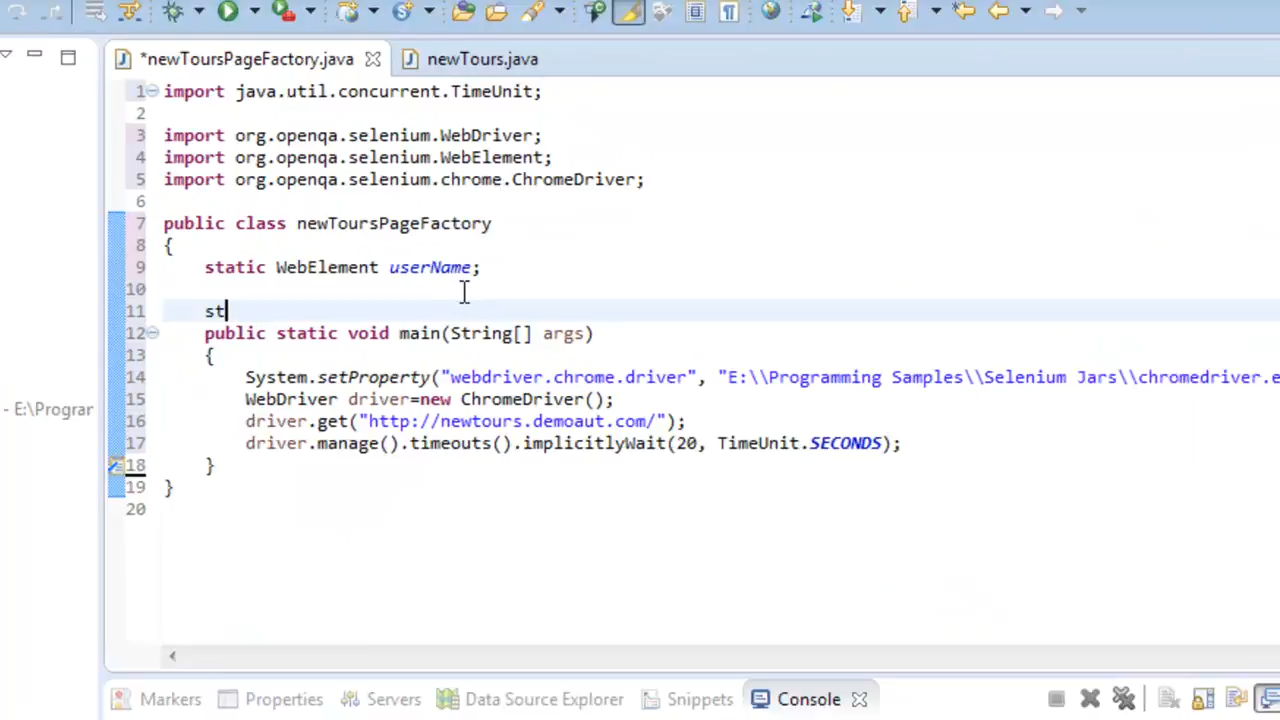 *newToursPageFactory.java
newTours.java
1 import java.util.concurrent.TimeUnit;
2
3 import org.openqa.selenium.WebDriver;
4 import org.openqa.selenium.WebElement;
5 import org.openqa.selenium.chrome.ChromeDriver;
6
7 public class newToursPageFactory
8 {
9 static WebElement userName;
10
11 st
12 public static void main(String[] args)
13 {
14 System.setProperty("webdriver.chrome.driver", "E:\\Programming Samples\\Selenium Jars\\chromedriver.e
15 WebDriver driver=new ChromeDriver();
16 driver.get("http://newtours.demoaut.com/");
17 driver.manage().timeouts().implicitlyWait(20, TimeUnit.SECONDS);
18 }
19 }
20
- E:\Prograr
Markers Properties Servers Data Source Explorer Snippets Console